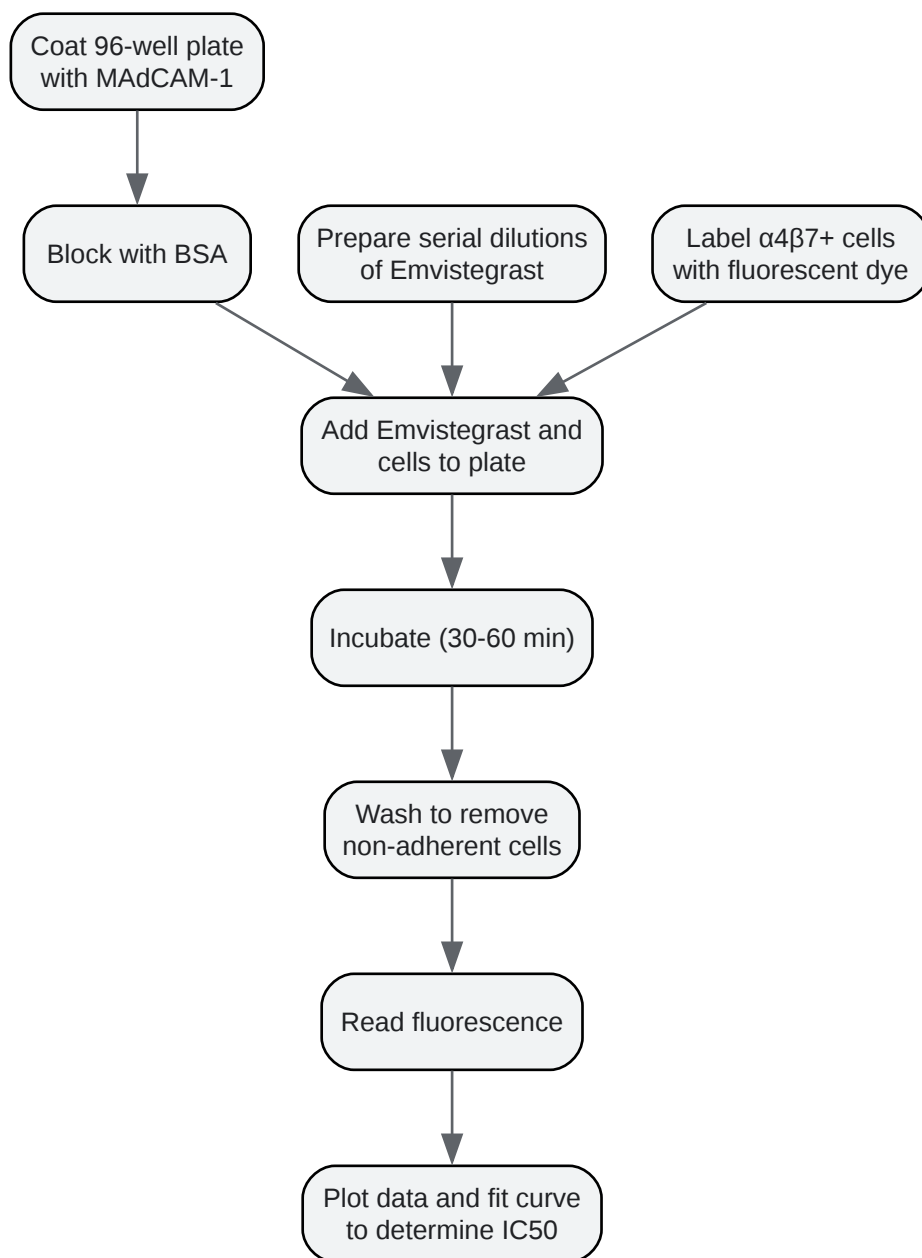 Coat 96-well plate
with MAdCAM-1
Block with BSA
Prepare serial dilutions
of Emvistegrast
Label α4β7+ cells
with fluorescent dye
Add Emvistegrast and
cells to plate
Incubate (30-60 min)
Wash to remove
non-adherent cells
Read fluorescence
Plot data and fit curve
to determine IC50